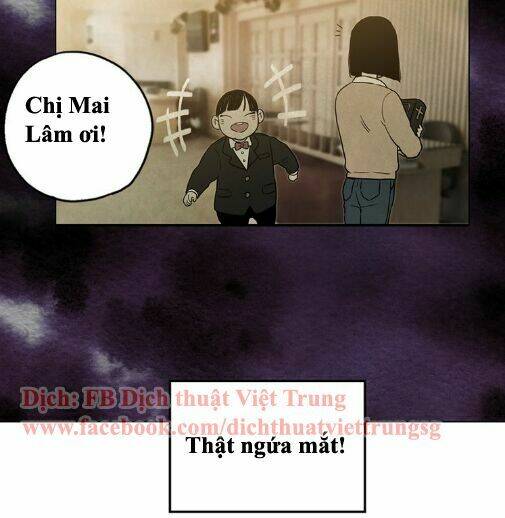 Chị Mai
Lâm ơi!
Dịch: FB Dịch thuật Việt Trung
www.facebook.com/dichthuatviettrungsg
Thật ngứa mắt!